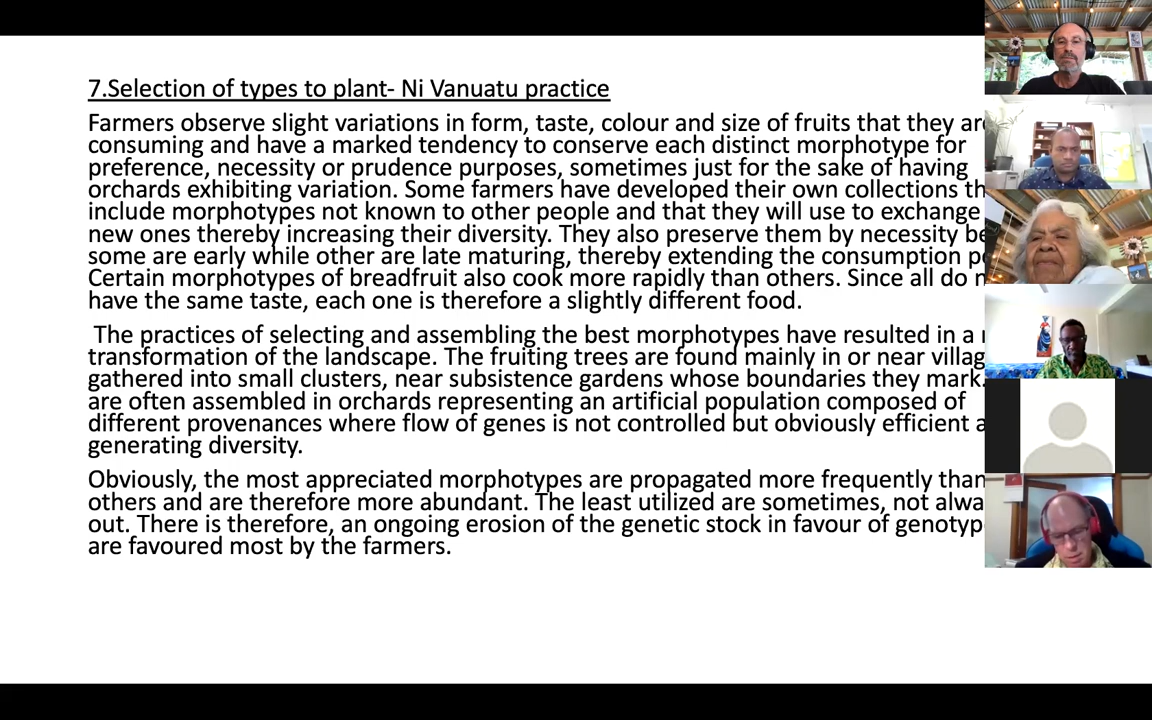 7.Selection of types to plant- Ni Vanuatu practice
Farmers observe slight variations in form, taste, colour and size of fruits that they
consuming and have a marked tendency to conserve each distinct morphotype for
preference, necessity or prudence purposes, sometimes just for the sake of having
orchards exhibiting variation. Some farmers have developed their own collections
include morphotypes not known to other people and that they will use to exchange
new ones thereby increasing their diversity. They also preserve them by necessity
some are early while other are late maturing, thereby extending the consumption
Certain morphotypes of breadfruit also cook more rapidly than others. Since all do
have the same taste, each one is therefore a slightly different food.
The practices of selecting and assembling the best morphotypes have resulted in a
transformation of the landscape. The fruiting trees are found mainly in or near
gathered into small clusters, near subsistence gardens whose boundaries they mark.
are often assembled in orchards representing an artificial population composed of
different provenances where flow of genes is not controlled but obviously efficient
generating diversity.
Obviously, the most appreciated morphotypes are propagated more frequently than
others and are therefore more abundant. The least utilized are sometimes, not
out. There is therefore, an ongoing erosion of the genetic stock in favour of
are favoured most by the farmers.